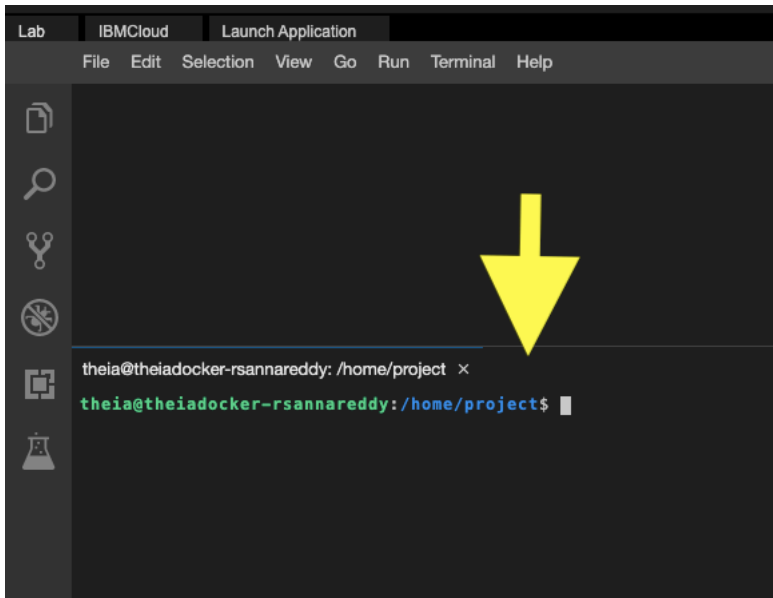 Lab IBMCloud Launch Application
File Edit Selection View Go Run Terminal Help
theia@theiadocker-rsannareddy: /home/project ×
theia@theiadocker-rsannareddy:/home/project$